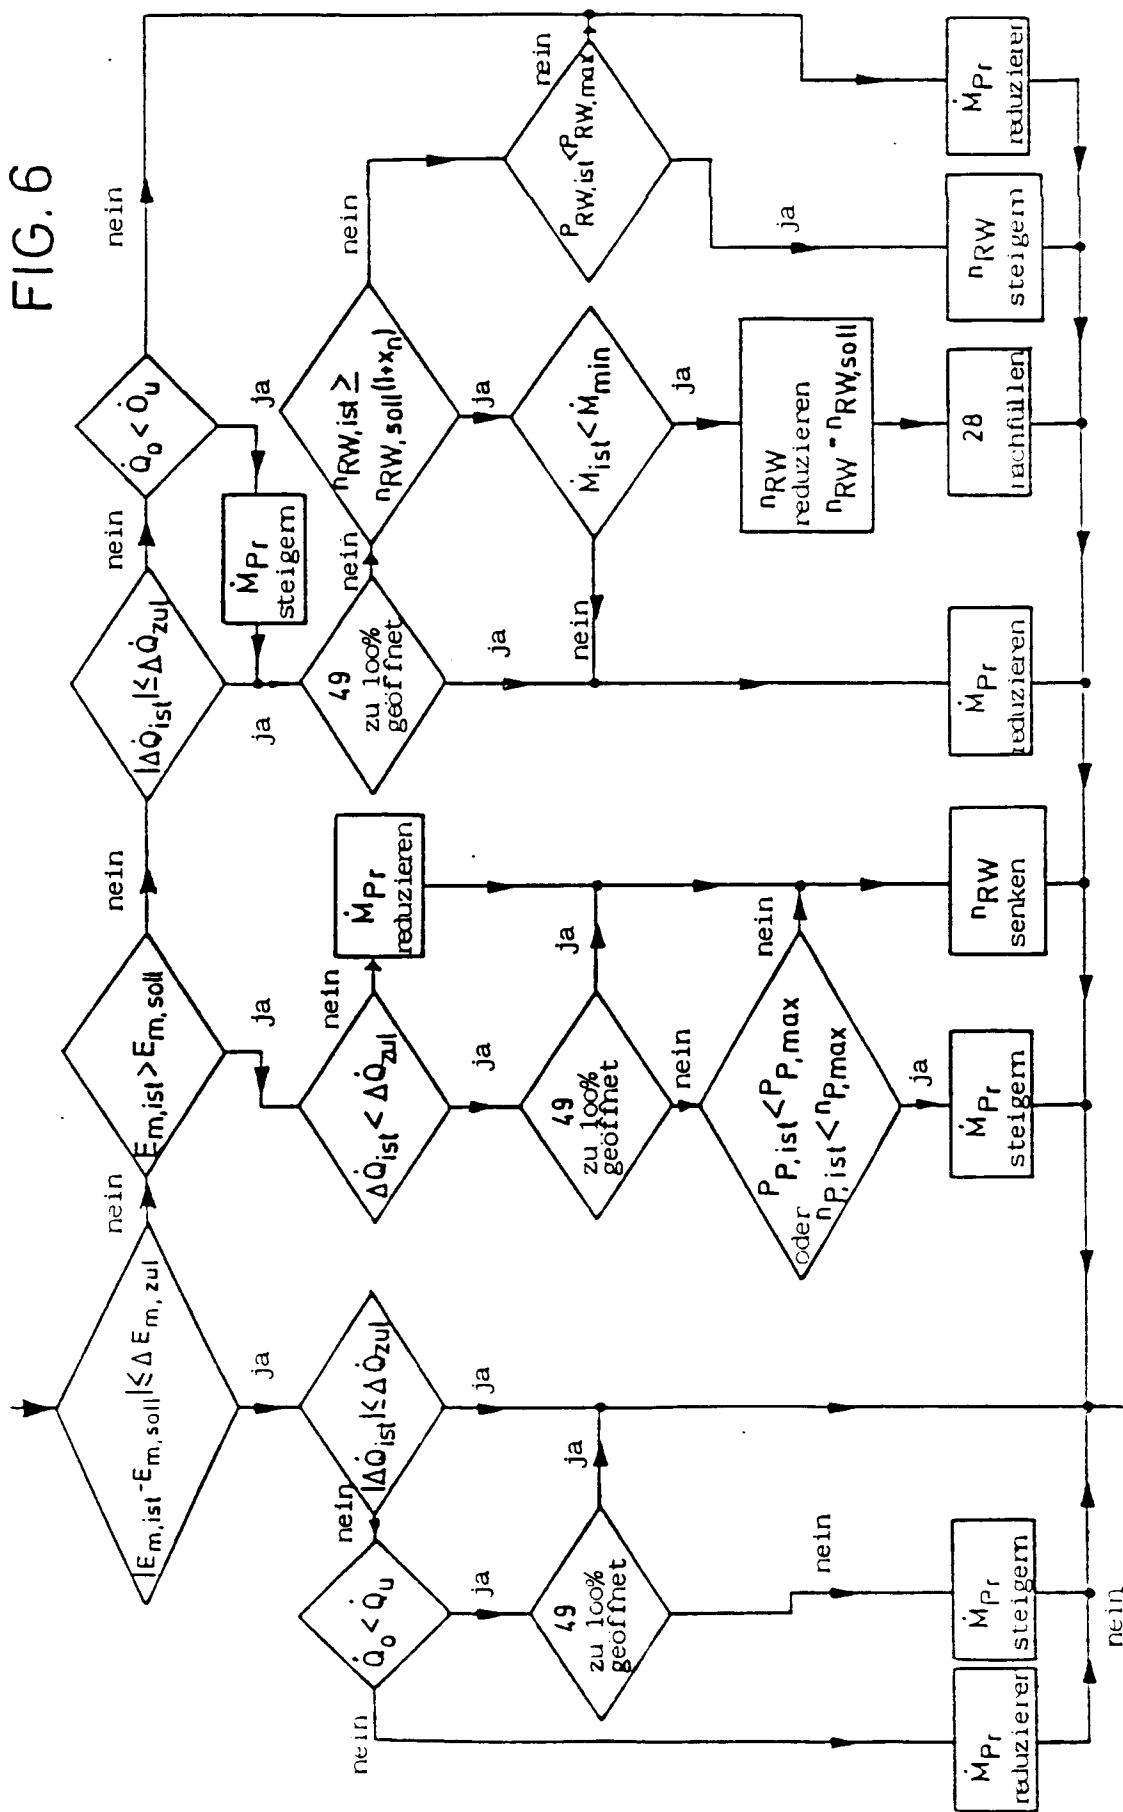 FIG. 6
|E_m,ist - E_m,soll| ≤ Δ E_m, zul
nein
ja
E_m,ist > E_m,soll
nein
ja
|ΔQ̇_ist| ≤ ΔQ̇_zul
nein
ja
Q̇_o < Q̇_u
nein
ja
Ṁ_Pr
steigern
|ΔQ̇_ist| ≤ Δ Q̇_zul
nein
ja
Q̇_o < Q̇_u
nein
ja
49
zu 100%
geöffnet
ja
nein
Ṁ_Pr
reduzieren
Ṁ_Pr
steigern
nein
ΔQ̇_ist < ΔQ̇_zul
nein
ja
Ṁ_Pr
reduzieren
49
zu 100%
geöffnet
ja
nein
P_P,ist < P_P,max
oder
n_P,ist < n_P,max
nein
ja
Ṁ_Pr
steigern
n_RW
senken
49
zu 100%
geöffnet
nein
ja
n_RW,ist ≥
n_RW,soll(1+x_n)
nein
ja
Ṁ_ist < Ṁ_min
nein
ja
n_RW
reduzieren
n_RW - n_RW,soll
28
nachfüllen
Ṁ_Pr
reduzieren
P_RW,ist < P_RW,max
nein
ja
n_RW
steigern
Ṁ_Pr
reduzieren